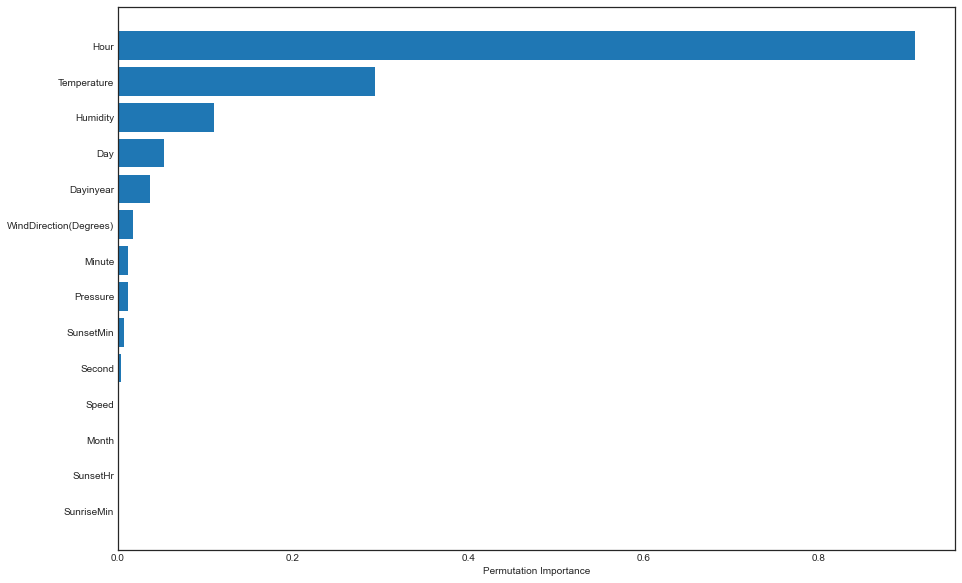 Hour
Temperature
Humidity
Day
Dayinyear
WindDirection(Degrees)
Minute
Pressure
SunsetMin
Second
Speed
Month
SunsetHr
SunriseMin
0.0 0.2 0.4 0.6 0.8
Permutation Importance